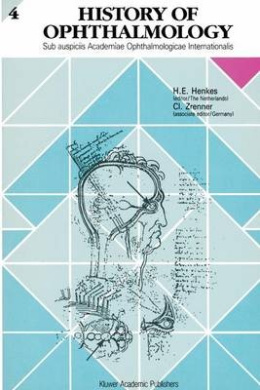 4
HISTORY OF
OPHTHALMOLOGY
Sub auspiciis Academiae Ophthalmologicae Internationalis
H.E. Henkes
(editor/The Netherlands)
Cl. Zrenner
(associate editor/Germany)
Kluwer Academic Publishers